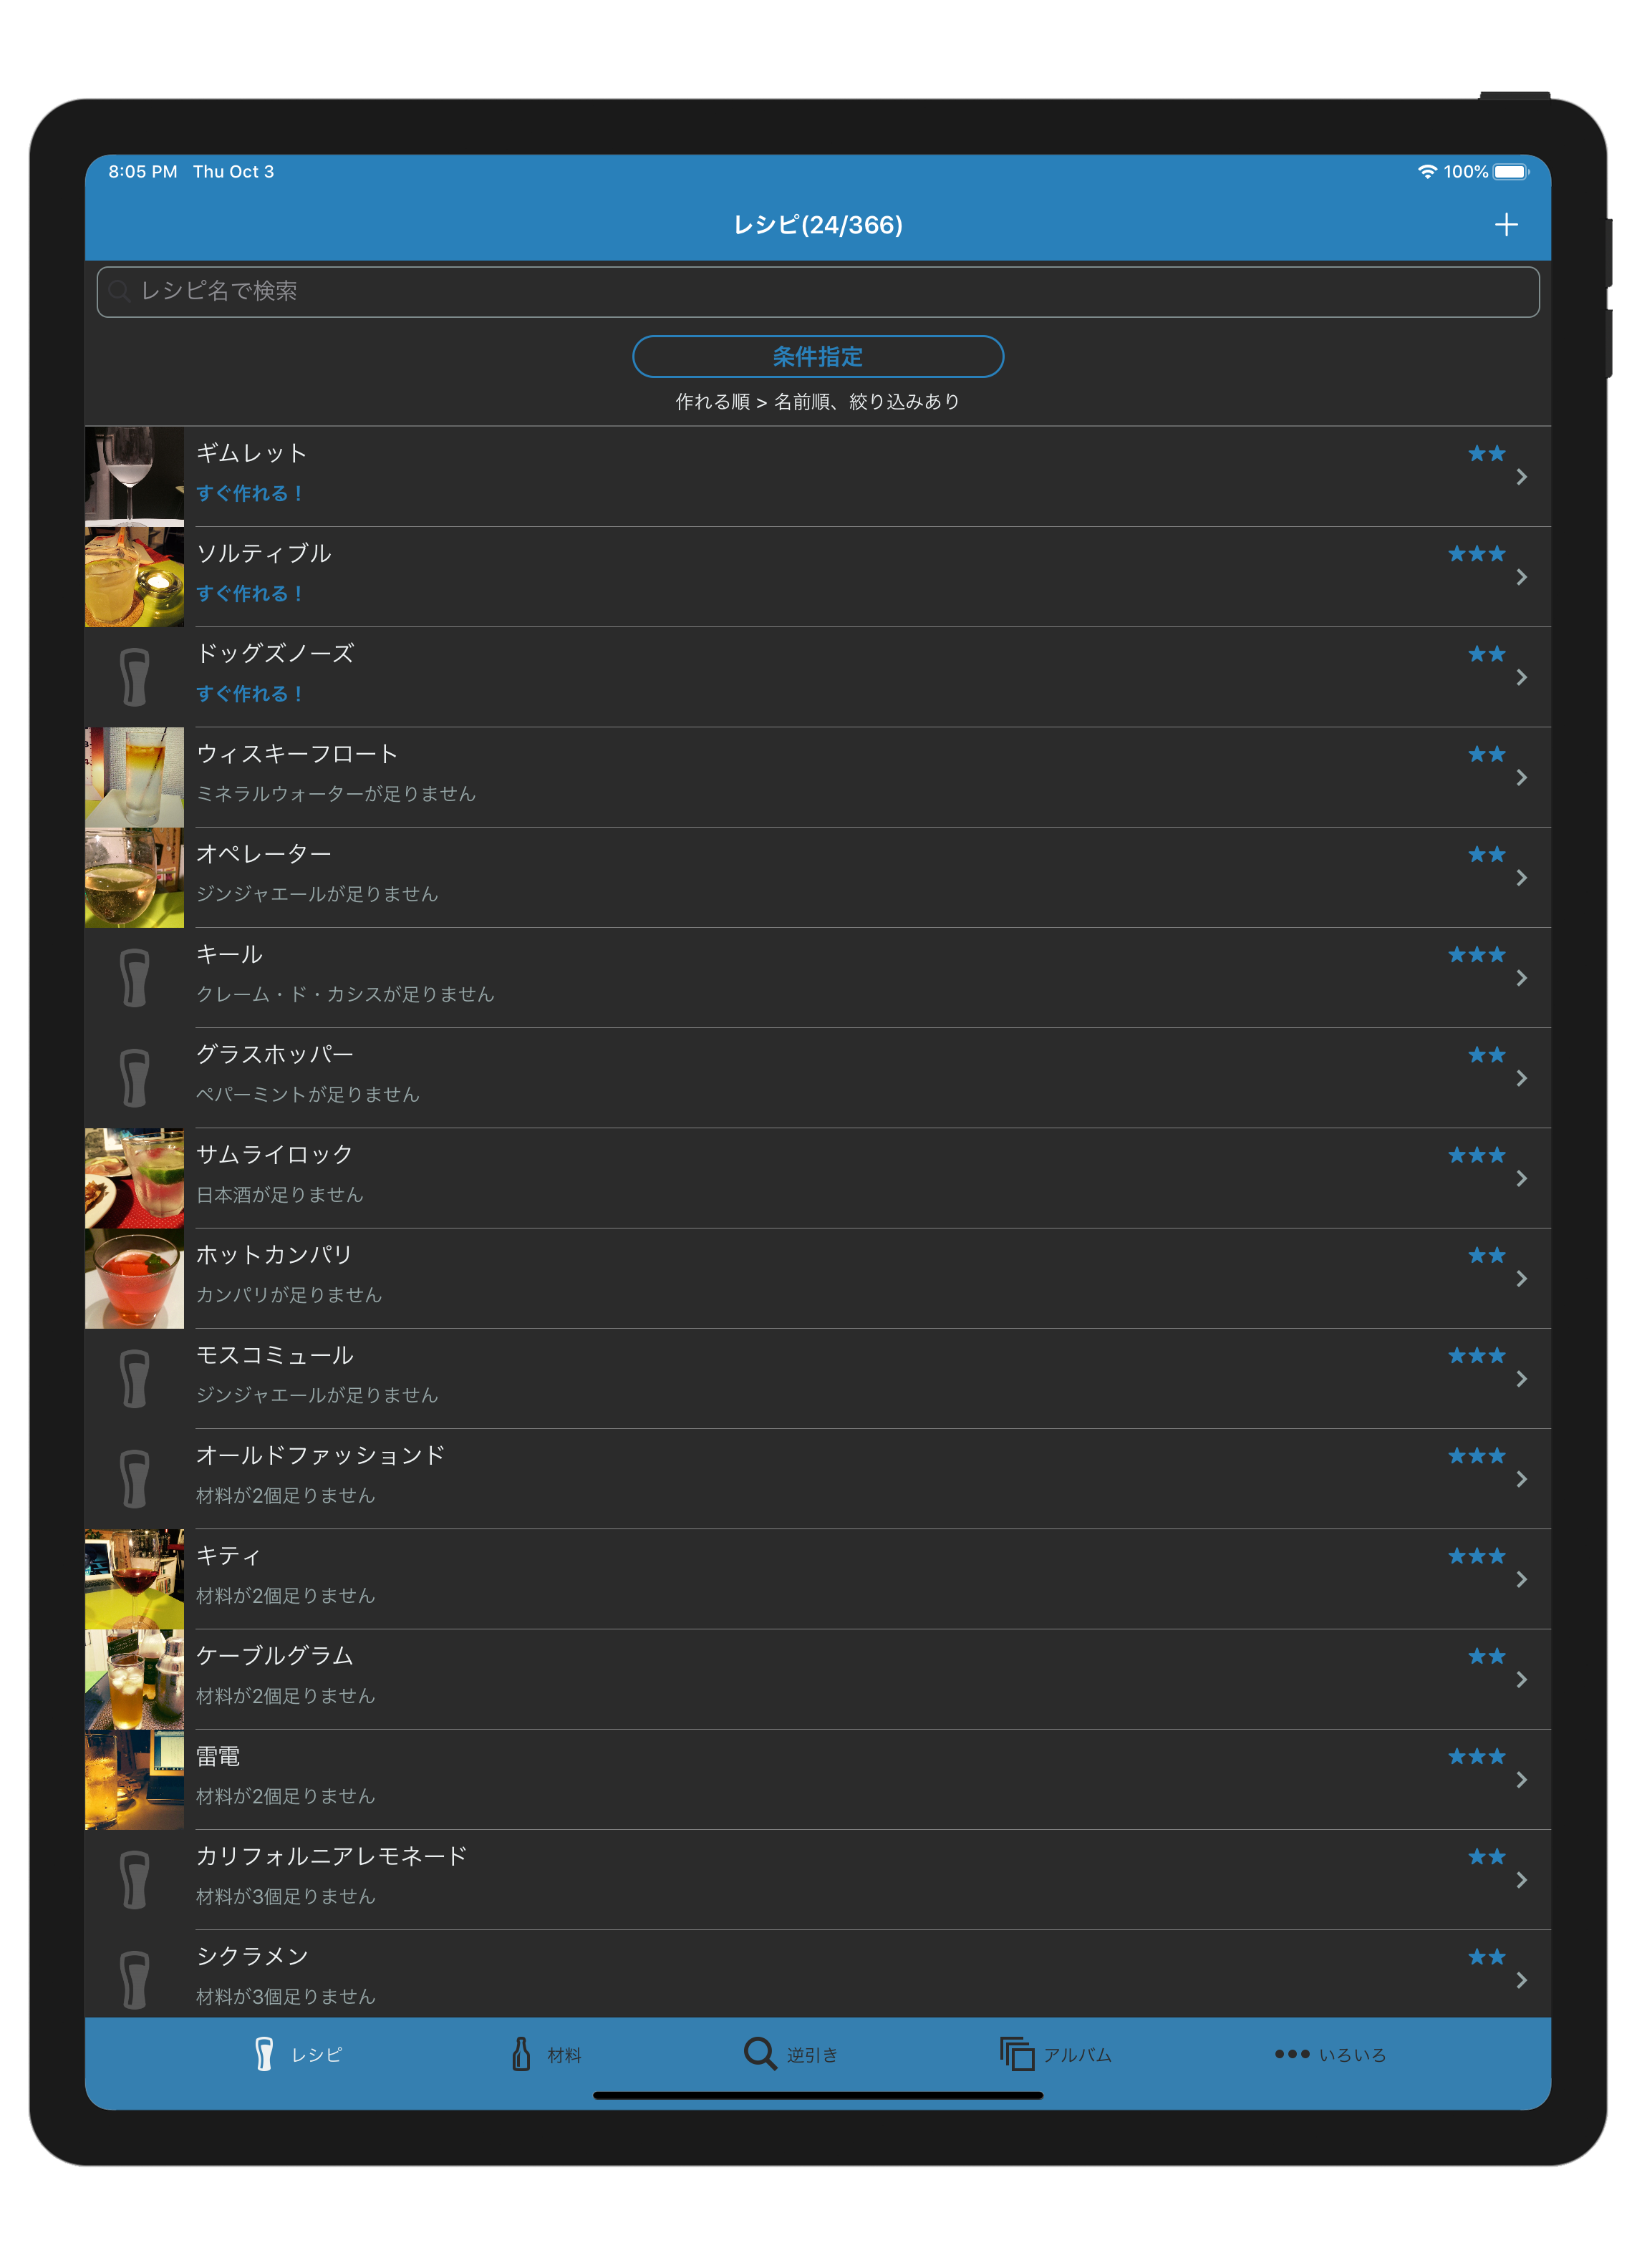 8:05 PM Thu Oct 3 100%
レシピ(24/366)
レシピ名で検索
条件指定
作れる順 > 名前順、絞り込みあり
ギムレット ★★
すぐ作れる！
ソルティブル ★★★
すぐ作れる！
ドッグズノーズ ★★
すぐ作れる！
ウィスキーフロート ★★
ミネラルウォーターが足りません
オペレーター ★★
ジンジャエールが足りません
キール ★★★
クレーム・ド・カシスが足りません
グラスホッパー ★★
ペパーミントが足りません
サムライロック ★★★
日本酒が足りません
ホットカンパリ ★★
カンパリが足りません
モスコミュール ★★★
ジンジャエールが足りません
オールドファッションド ★★★
材料が2個足りません
キティ ★★★
材料が2個足りません
ケーブルグラム ★★
材料が2個足りません
雷電 ★★★
材料が2個足りません
カリフォルニアレモネード ★★
材料が3個足りません
シクラメン ★★
材料が3個足りません
レシピ 材料 逆引き アルバム いろいろ